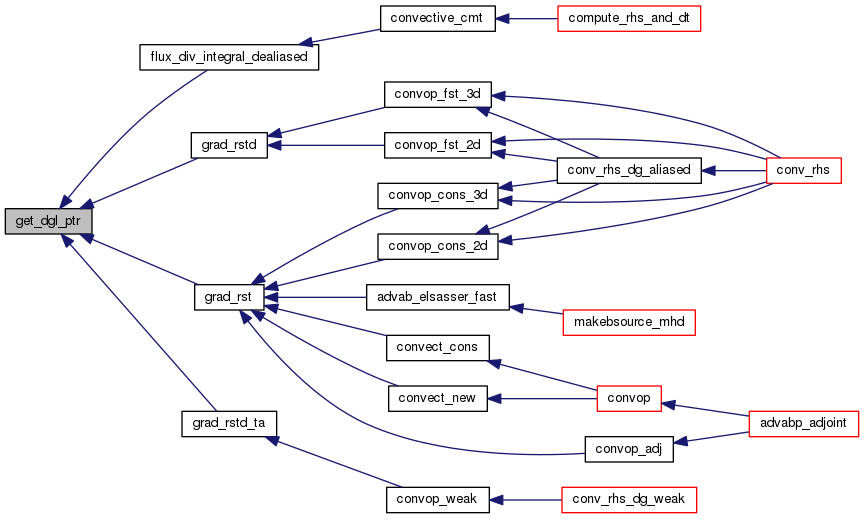 get_dgl_ptr
flux_div_integral_dealiased
convective_cmt
compute_rhs_and_dt
grad_rstd
convop_fst_3d
convop_fst_2d
conv_rhs_dg_aliased
conv_rhs
grad_rst
convop_cons_3d
convop_cons_2d
advab_elsasser_fast
makebsource_mhd
convect_cons
convect_new
convop
convop_adj
advabp_adjoint
grad_rstd_ta
convop_weak
conv_rhs_dg_weak